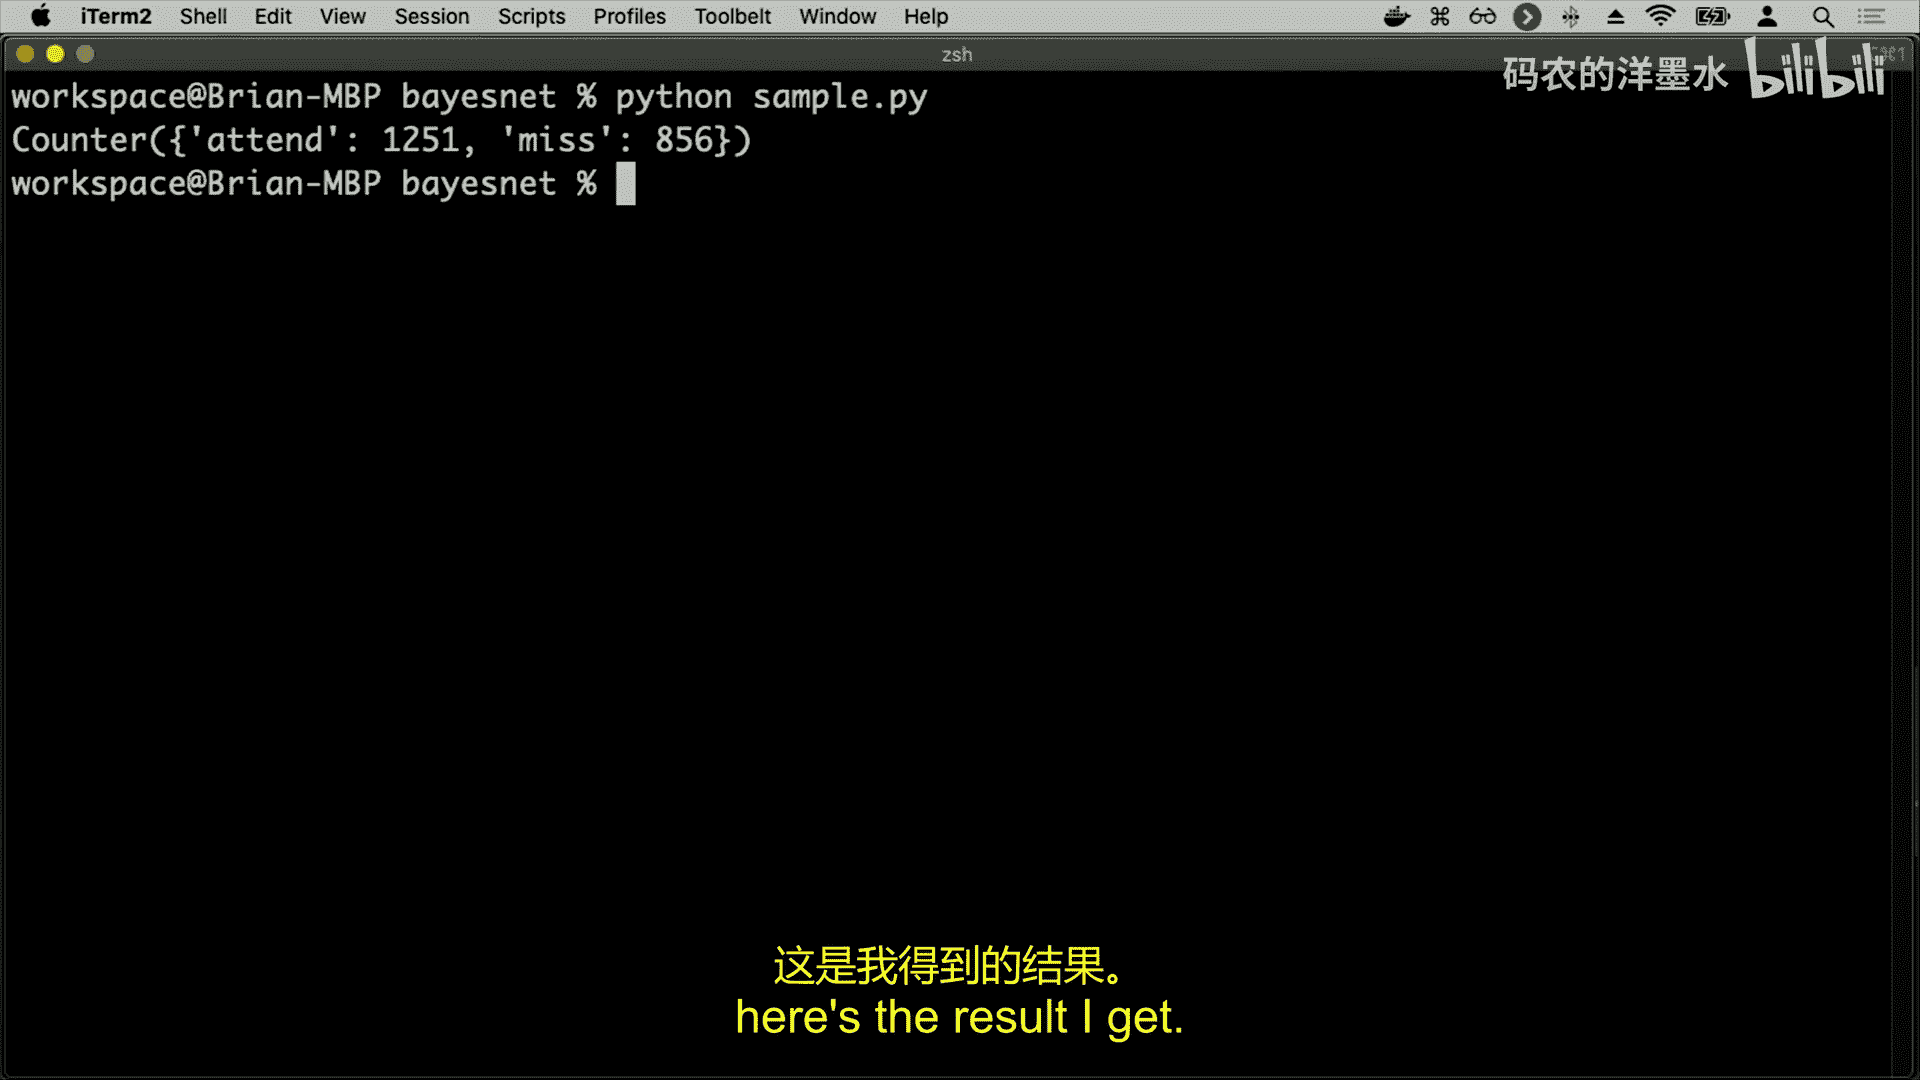 iTerm2 Shell Edit View Session Scripts Profiles Toolbelt Window Help
zsh
码农的洋墨水 bilibili
workspace@Brian-MBP bayesnet % python sample.py
Counter({'attend': 1251, 'miss': 856})
workspace@Brian-MBP bayesnet %
这是我得到的结果。
here's the result I get.